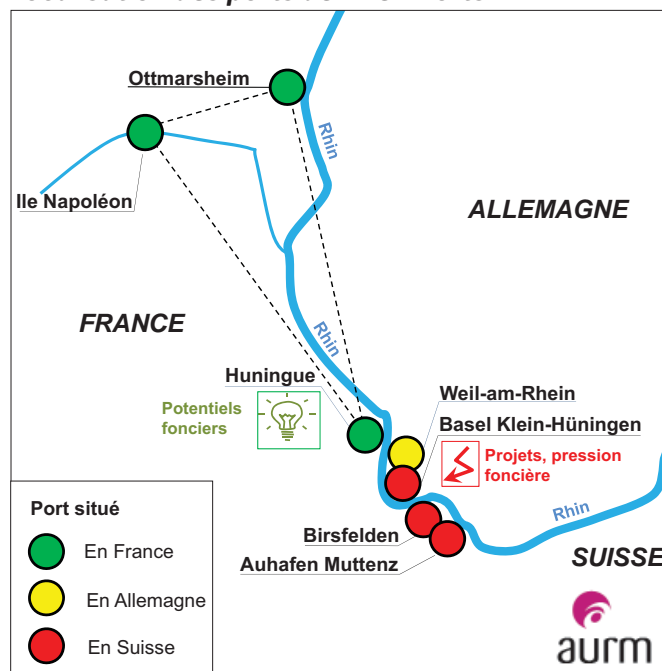 Ottmarsheim
Rhin
Ile Napoléon
ALLEMAGNE
FRANCE
Rhin
Huningue
Potentiels
fonciers
Weil-am-Rhein
Basel Klein-Hüningen
Projets, pression
foncière
Rhin
Birsfelden
Auhafen Muttenz
SUISSE
Port situé
En France
En Allemagne
En Suisse
aurm